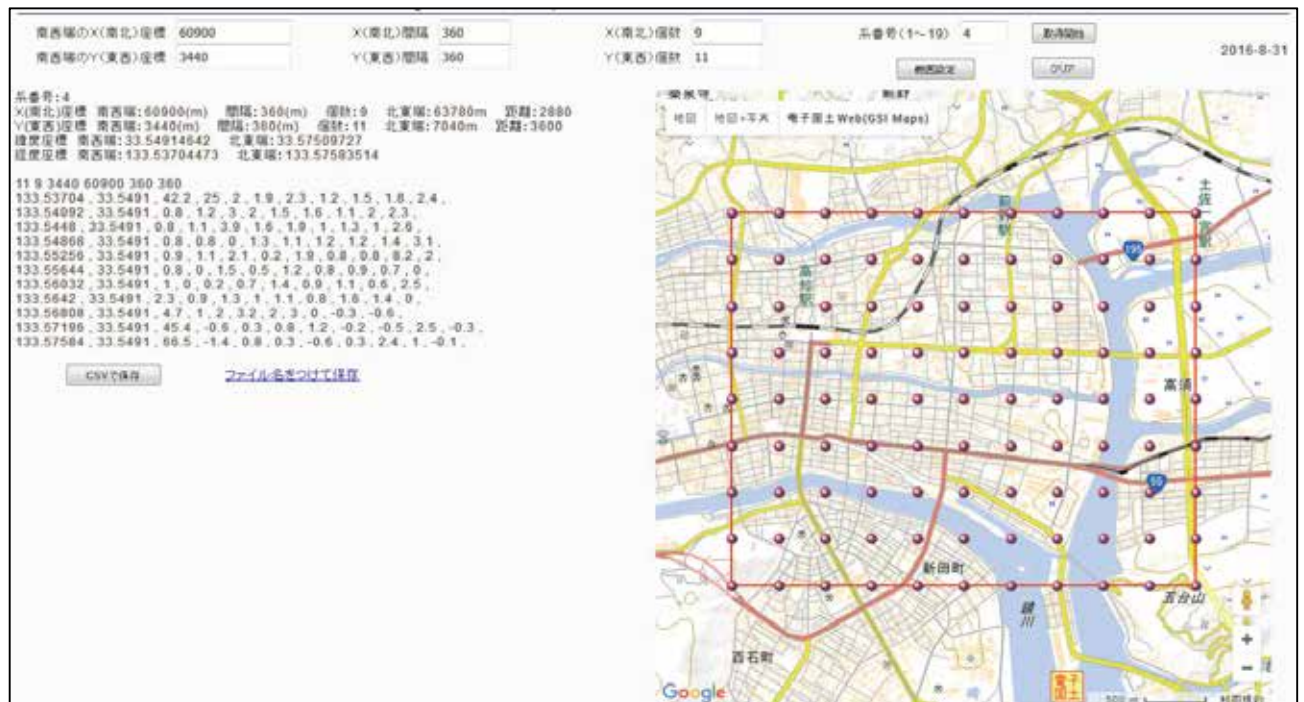 南西端のX(南北)座標 60900 X(南北)間隔 360 X(南北)個数 9 系番号(1~19) 4 取得開始
南西端のY(東西)座標 3440 Y(東西)間隔 360 Y(東西)個数 11 範囲設定 クリア
2016-8-31
系番号:4
X(南北)座標 南西端:60900(m) 間隔:360(m) 個数:9 北東端:63780m 距離:2880
Y(東西)座標 南西端:3440(m) 間隔:360(m) 個数:11 北東端:7040m 距離:3600
緯度座標 南西端:33.54914642 北東端:33.57509727
経度座標 南西端:133.53704473 北東端:133.57583514
11 9 3440 60900 360 360
133.53704 , 33.5491 , 42.2 , 25 , 2 , 1.9 , 2.3 , 1.2 , 1.5 , 1.8 , 2.4 ,
133.54092 , 33.5491 , 0.8 , 1.2 , 3 , 2 , 1.5 , 1.6 , 1.1 , 2 , 2.3 ,
133.5448 , 33.5491 , 0.8 , 1.1 , 3.9 , 1.6 , 1.9 , 1 , 1.3 , 1 , 2.6 ,
133.54868 , 33.5491 , 0.8 , 0.8 , 0 , 1.3 , 1.1 , 1.2 , 1.2 , 1.4 , 3.1 ,
133.55256 , 33.5491 , 0.9 , 1.1 , 2.1 , 0.2 , 1.9 , 0.8 , 0.8 , 8.2 , 2 ,
133.55644 , 33.5491 , 0.8 , 0 , 1.5 , 0.5 , 1.2 , 0.8 , 0.9 , 0.7 , 0 ,
133.56032 , 33.5491 , 1 , 0 , 0.2 , 0.7 , 1.4 , 0.9 , 1.1 , 0.6 , 2.5 ,
133.5642 , 33.5491 , 2.3 , 0.9 , 1.3 , 1 , 1.1 , 0.8 , 1.6 , 1.4 , 0 ,
133.56808 , 33.5491 , 4.7 , 1 , 2 , 3.2 , 2 , 3 , 0 , -0.3 , -0.6 ,
133.57196 , 33.5491 , 45.4 , -0.6 , 0.3 , 0.8 , 1.2 , -0.2 , -0.5 , 2.5 , -0.3 ,
133.57584 , 33.5491 , 66.5 , -1.4 , 0.8 , 0.3 , -0.6 , 0.3 , 2.4 , 1 , -0.1 ,
CSVで保存 ファイル名をつけて保存
地図 地図+写真 電子国土Web(GSI Maps)
土佐一宮駅
195
高知駅
高須
55
新田町
五台山
鏡川
西石町
Google
電子国土
500 m